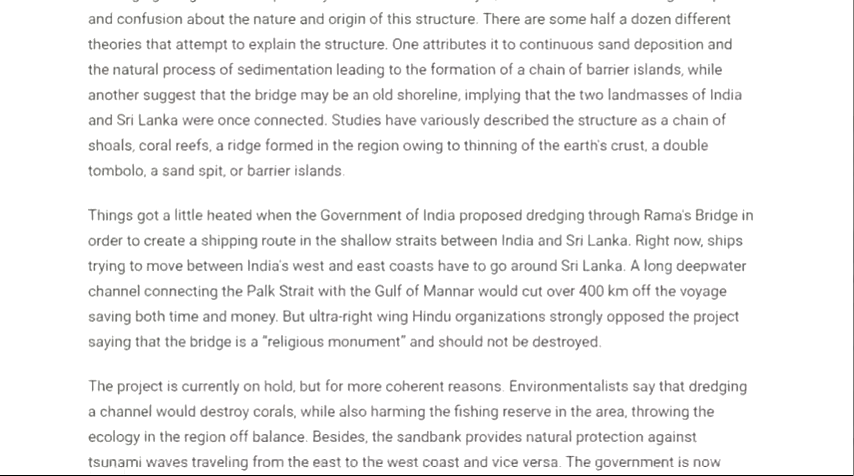 and confusion about the nature and origin of this structure. There are some half a dozen different
theories that attempt to explain the structure. One attributes it to continuous sand deposition and
the natural process of sedimentation leading to the formation of a chain of barrier islands, while
another suggest that the bridge may be an old shoreline, implying that the two landmasses of India
and Sri Lanka were once connected. Studies have variously described the structure as a chain of
shoals, coral reefs, a ridge formed in the region owing to thinning of the earth's crust, a double
tombolo, a sand spit, or barrier islands.
Things got a little heated when the Government of India proposed dredging through Rama's Bridge in
order to create a shipping route in the shallow straits between India and Sri Lanka. Right now, ships
trying to move between India's west and east coasts have to go around Sri Lanka. A long deepwater
channel connecting the Palk Strait with the Gulf of Mannar would cut over 400 km off the voyage
saving both time and money. But ultra-right wing Hindu organizations strongly opposed the project
saying that the bridge is a “religious monument” and should not be destroyed.
The project is currently on hold, but for more coherent reasons. Environmentalists say that dredging
a channel would destroy corals, while also harming the fishing reserve in the area, throwing the
ecology in the region off balance. Besides, the sandbank provides natural protection against
tsunami waves traveling from the east to the west coast and vice versa. The government is now